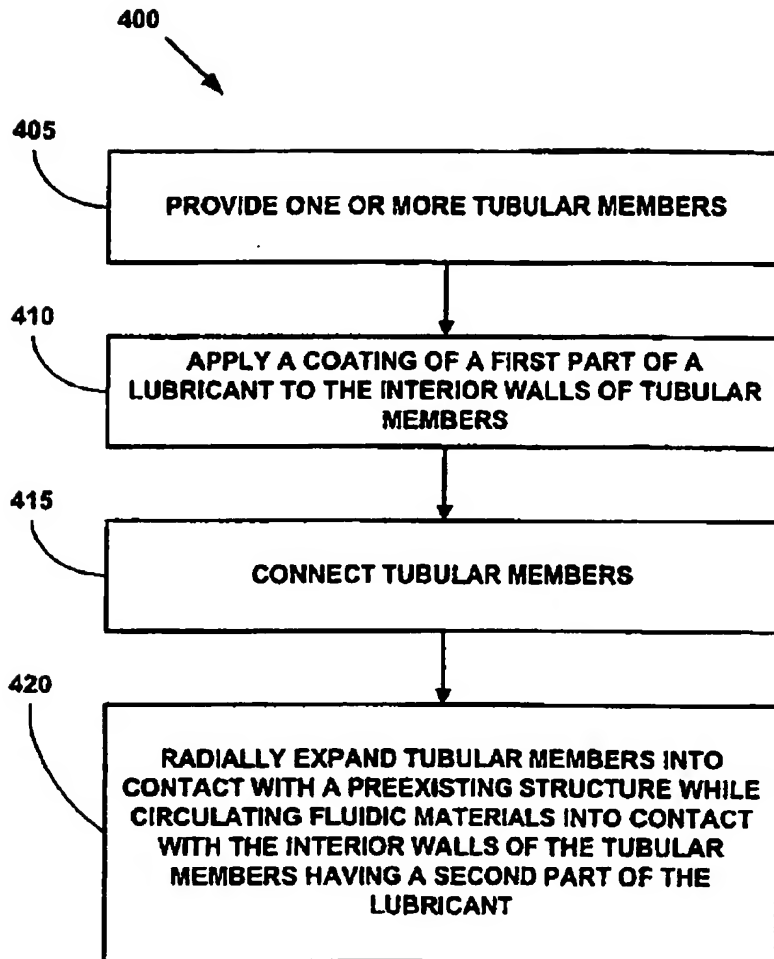 400
405
PROVIDE ONE OR MORE TUBULAR MEMBERS
410
APPLY A COATING OF A FIRST PART OF A
LUBRICANT TO THE INTERIOR WALLS OF TUBULAR
MEMBERS
415
CONNECT TUBULAR MEMBERS
420
RADIALLY EXPAND TUBULAR MEMBERS INTO
CONTACT WITH A PREEXISTING STRUCTURE WHILE
CIRCULATING FLUIDIC MATERIALS INTO CONTACT
WITH THE INTERIOR WALLS OF THE TUBULAR
MEMBERS HAVING A SECOND PART OF THE
LUBRICANT